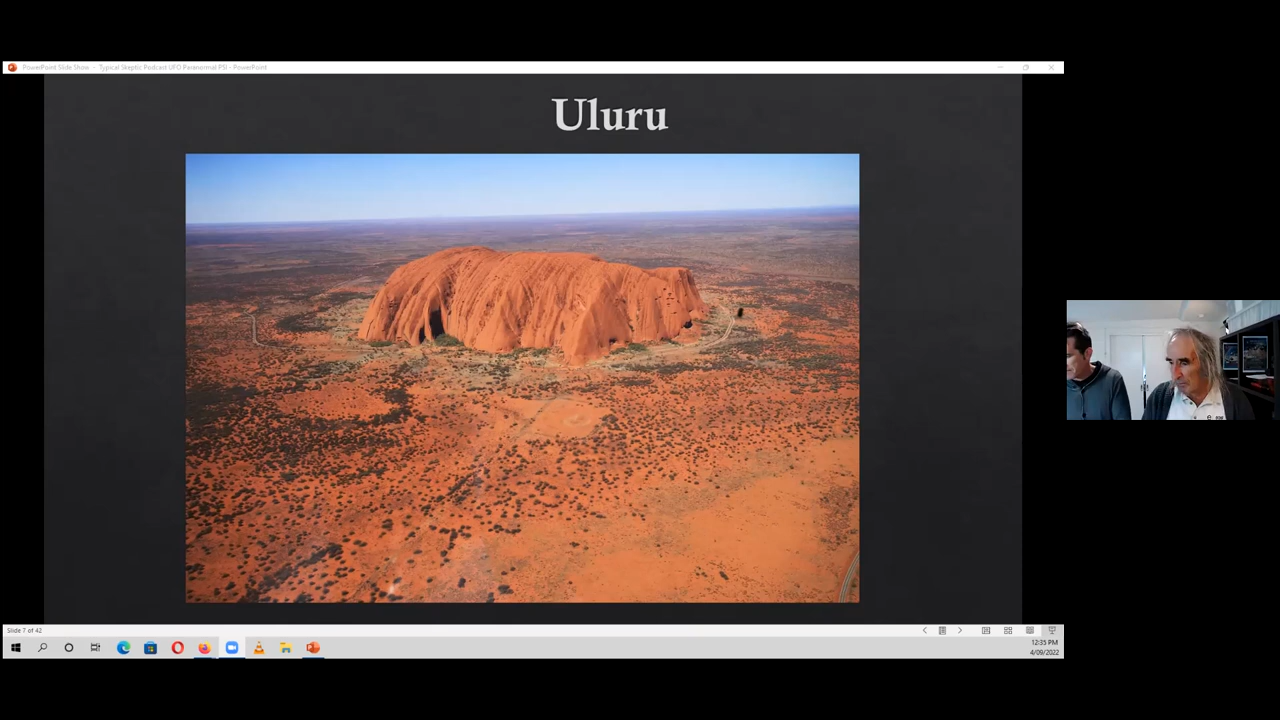 PowerPoint Slide Show - Typical Skeptic Podcast UFO Paranormal PSI - PowerPoint
Uluru
Slide 7 of 42
12:35 PM
4/09/2022